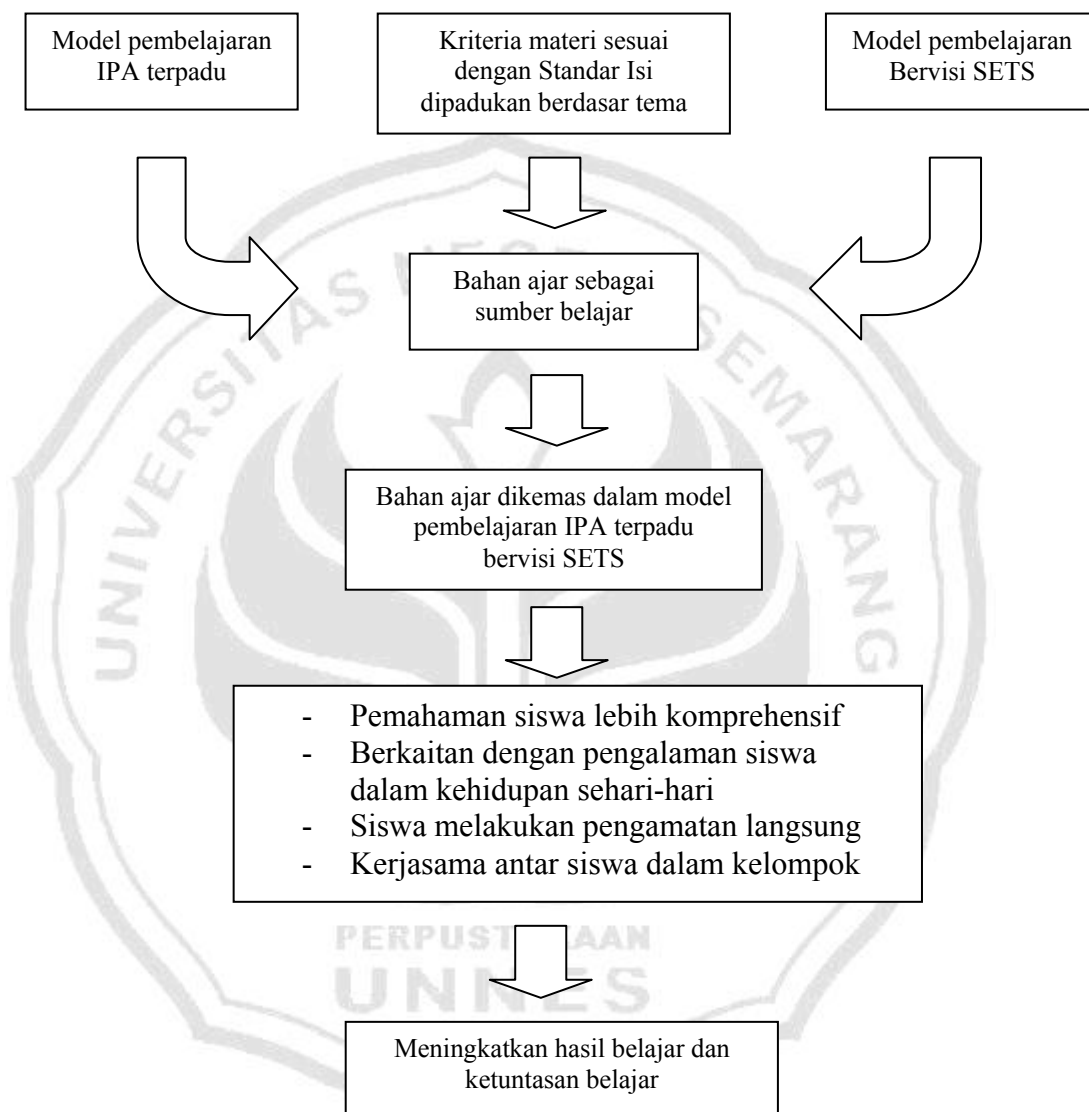 Model pembelajaran
IPA terpadu
Kriteria materi sesuai
dengan Standar Isi
dipadukan berdasar tema
Model pembelajaran
Bervisi SETS
Bahan ajar sebagai
sumber belajar
Bahan ajar dikemas dalam model
pembelajaran IPA terpadu
bervisi SETS
- Pemahaman siswa lebih komprehensif
- Berkaitan dengan pengalaman siswa
dalam kehidupan sehari-hari
- Siswa melakukan pengamatan langsung
- Kerjasama antar siswa dalam kelompok
Meningkatkan hasil belajar dan
ketuntasan belajar
UNIVERSITAS SEMARANG
UNNES